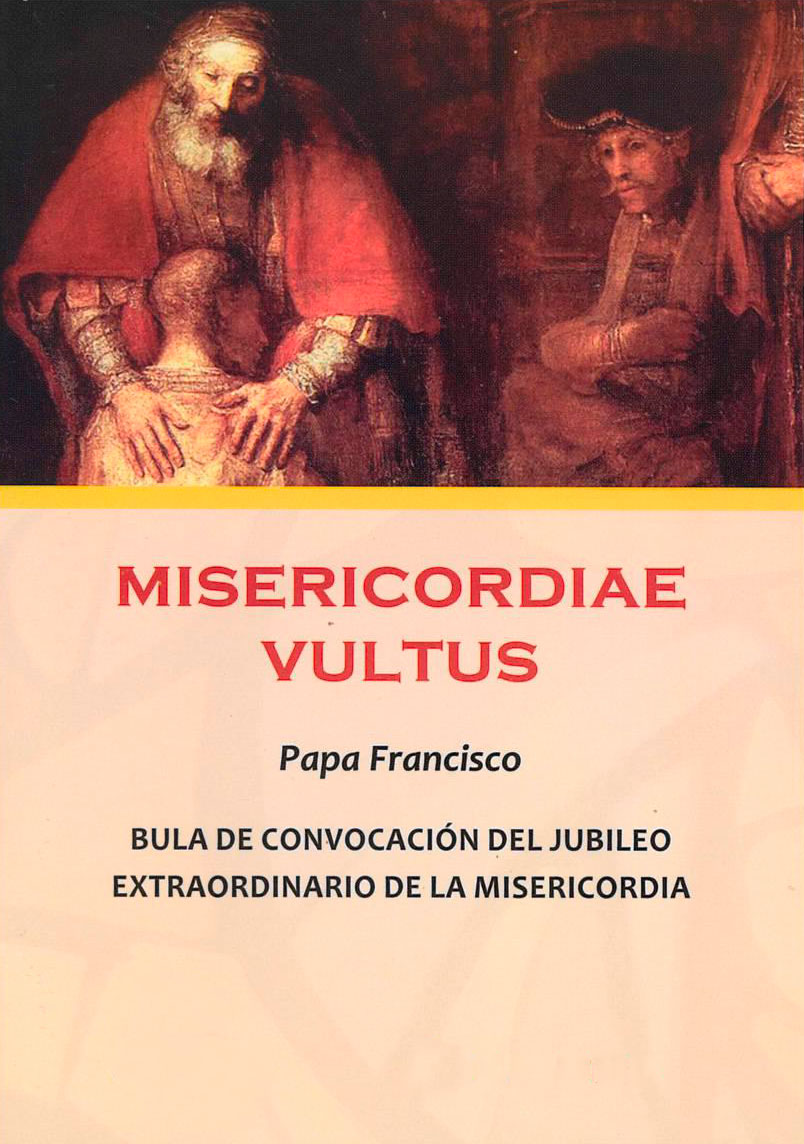 MISERICORDIAE
VULTUS
Papa Francisco
BULA DE CONVOCACIÓN DEL JUBILEO
EXTRAORDINARIO DE LA MISERICORDIA